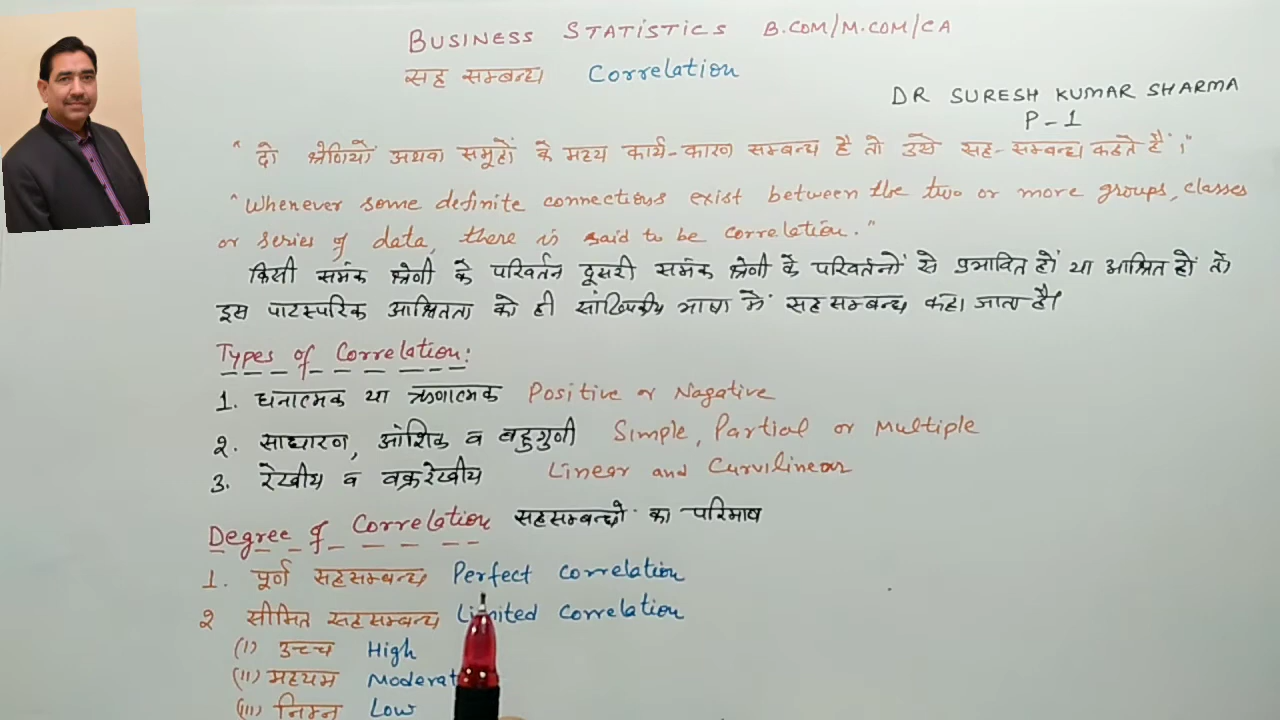 BUSINESS STATISTICS B.COM/M.COM/CA
सह सम्बन्ध Correlation
DR SURESH KUMAR SHARMA
P-1
"दो श्रेणियों अथवा समूहों के मध्य कार्य-कारण सम्बन्ध है तो उसे सह-सम्बन्ध कहते हैं।"
"Whenever some definite connections exist between the two or more groups, classes
or series of data, there is said to be correlation."
किसी समंक श्रेणी के परिवर्तन दूसरी समंक श्रेणी के परिवर्तनों से प्रभावित हों या आश्रित हों तो
इस पारस्परिक आश्रितता को ही सांख्यिकीय भाषा में सहसम्बन्ध कहा जाता है।
Types of Correlation:
1. धनात्मक या ऋणात्मक Positive or Nagative
2. साधारण, आंशिक व बहुगुणी Simple, Partial or Multiple
3. रेखीय व वक्ररेखीय Linear and Curvilinear
Degree of Correlation सहसम्बन्धो का परिमाष
1. पूर्ण सहसम्बन्ध Perfect correlation
2 सीमित सहसम्बन्ध Limited correlation
(I) उच्च High
(II) मध्यम Moderat
(III) निम्न Low